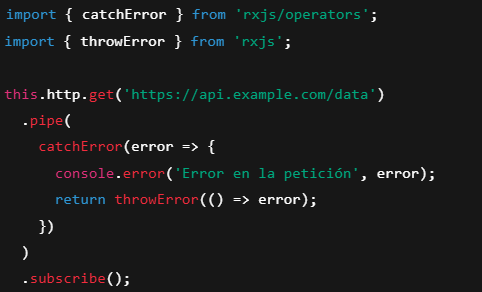 import { catchError } from 'rxjs/operators';
import { throwError } from 'rxjs';
this.http.get('https://api.example.com/data')
.pipe(
catchError(error => {
console.error('Error en la petición', error);
return throwError(() => error);
})
)
.subscribe();